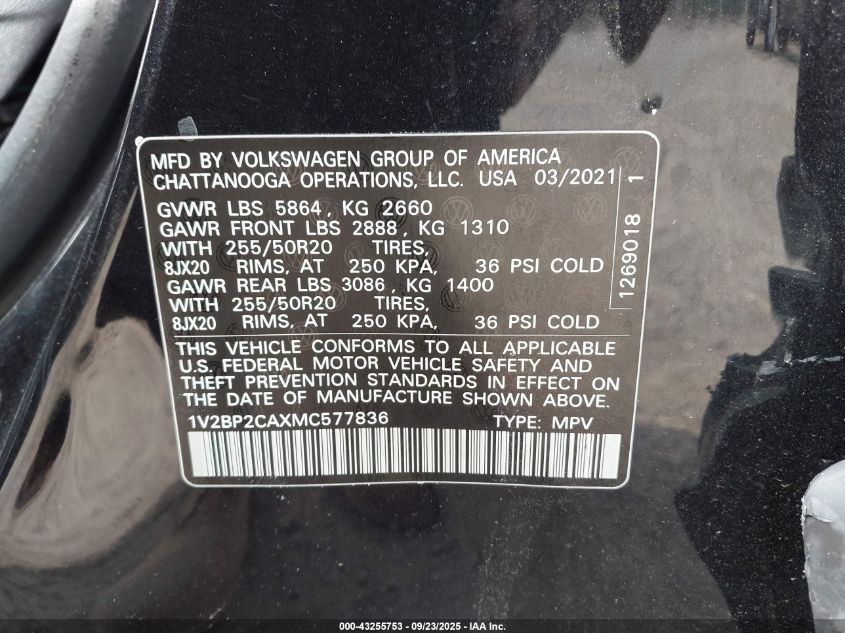 MFD BY VOLKSWAGEN GROUP OF AMERICA
CHATTANOOGA OPERATIONS, LLC. USA 03/2021
GVWR LBS 5864, KG 2660
GAWR FRONT LBS 2888, KG 1310
WITH 255/50R20 TIRES,
8JX20 RIMS, AT 250 KPA, 36 PSI COLD
GAWR REAR LBS 3086, KG 1400
WITH 255/50R20 TIRES,
8JX20 RIMS, AT 250 KPA, 36 PSI COLD
1269018 1
THIS VEHICLE CONFORMS TO ALL APPLICABLE
U.S. FEDERAL MOTOR VEHICLE SAFETY AND
THEFT PREVENTION STANDARDS IN EFFECT ON
THE DATE OF MANUFACTURE SHOWN ABOVE.
1V2BP2CAXMC577836 TYPE: MPV
000-43255753 - 09/23/2025 - IAA Inc.